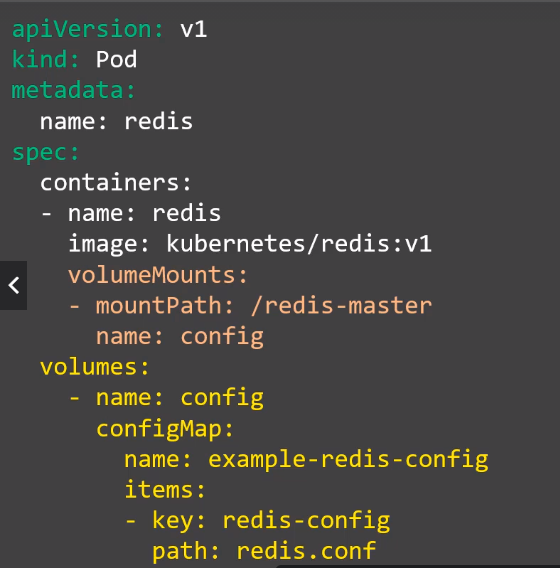 apiVersion: v1
kind: Pod
metadata:
  name: redis
spec:
  containers:
  - name: redis
    image: kubernetes/redis:v1
    volumeMounts:
    - mountPath: /redis-master
      name: config
  volumes:
    - name: config
      configMap:
        name: example-redis-config
        items:
        - key: redis-config
          path: redis.conf